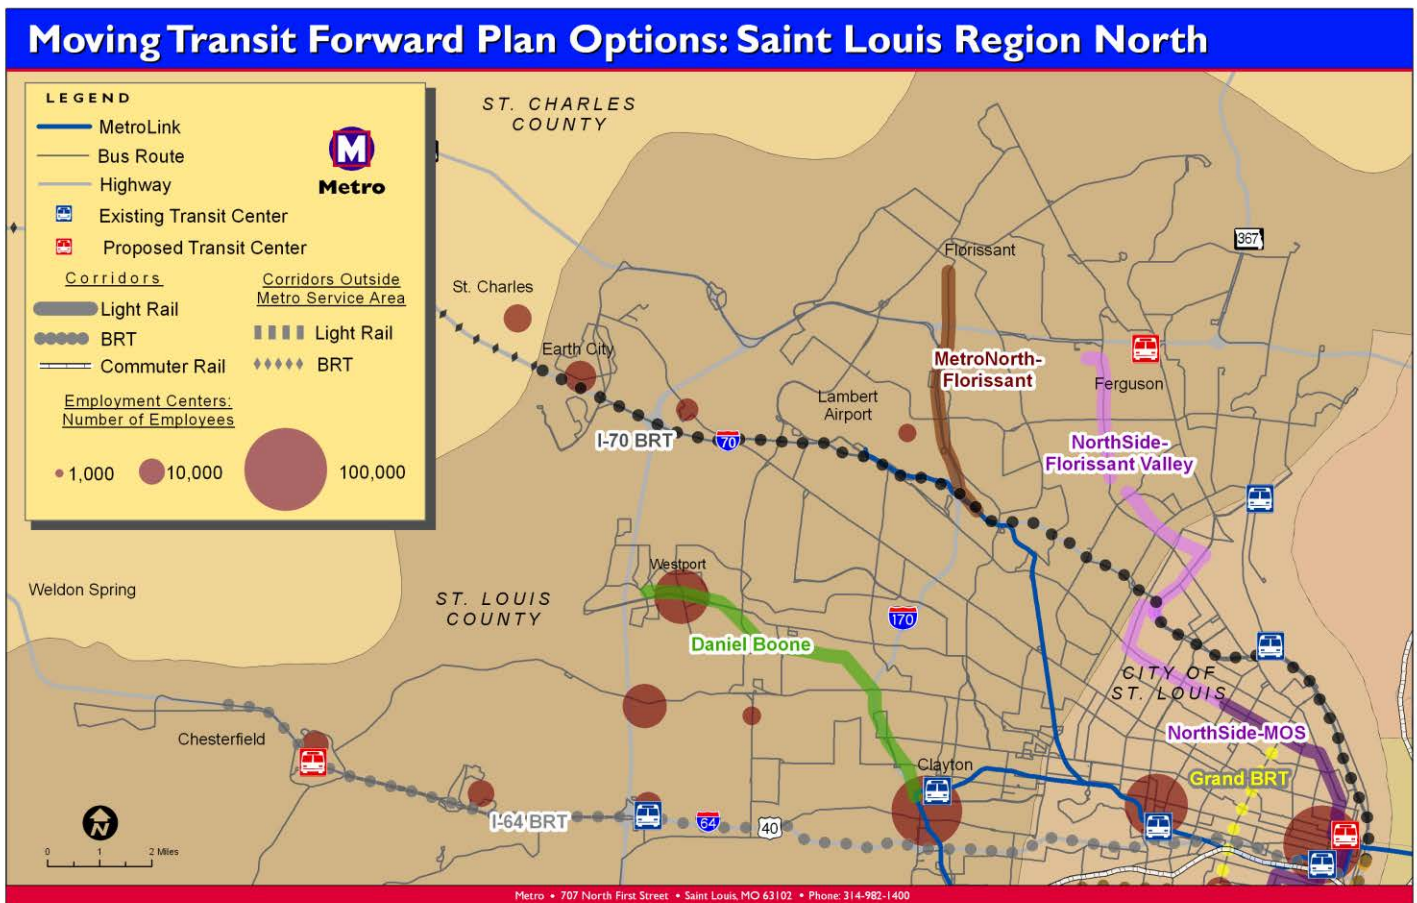 Moving Transit Forward Plan Options: Saint Louis Region North
LEGEND
MetroLink
Bus Route
Highway
Existing Transit Center
Proposed Transit Center
M
Metro
Corridors
Light Rail
BRT
Commuter Rail
Corridors Outside
Metro Service Area
Light Rail
BRT
Employment Centers:
Number of Employees
1,000
10,000
100,000
ST. CHARLES
COUNTY
367
Florissant
St. Charles
Earth City
MetroNorth-
Florissant
Ferguson
Lambert
Airport
I-70 BRT
70
NorthSide-
Florissant Valley
Westport
Weldon Spring
ST. LOUIS
COUNTY
170
Daniel Boone
CITY OF
ST. LOUIS
NorthSide-MOS
Chesterfield
Clayton
Grand BRT
I-64 BRT
64
40
N
0 1 2 Miles
Metro • 707 North First Street • Saint Louis, MO 63102 • Phone: 314-982-1400